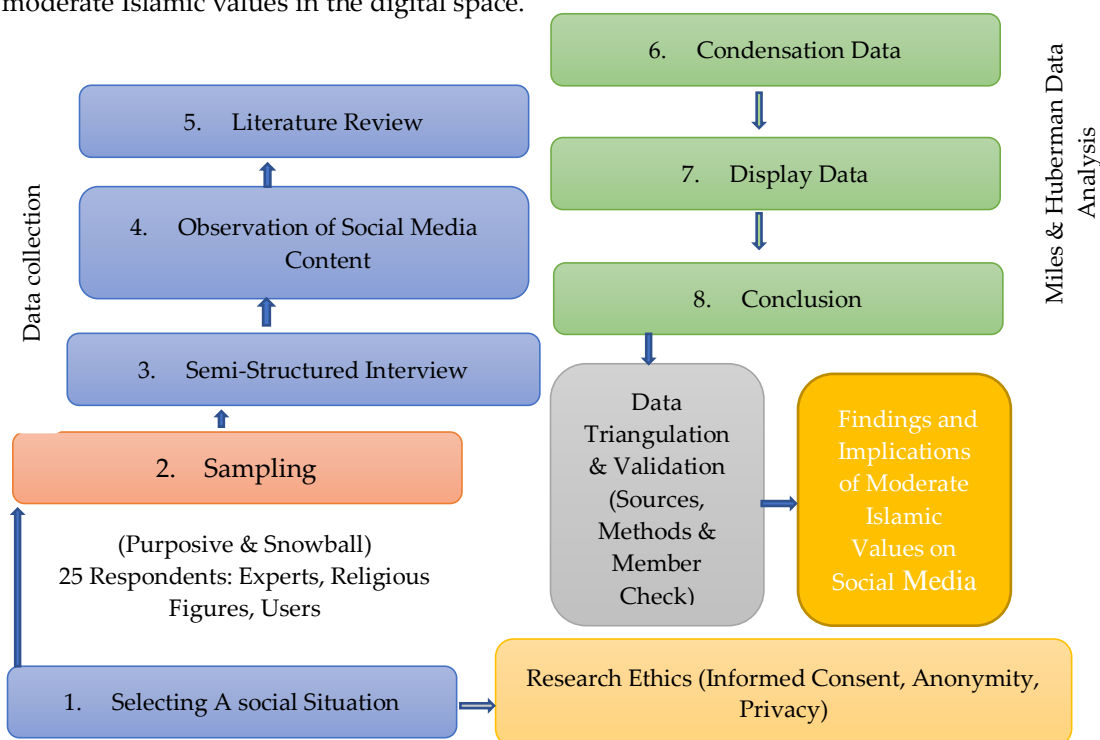 moderate Islamic values in the digital space.
6. Condensation Data
5. Literature Review
7. Display Data
4. Observation of Social Media
Content
8. Conclusion
3. Semi-Structured Interview
Data collection
Miles & Huberman Data
Analysis
Data
Triangulation
& Validation
(Sources,
Methods &
Member
Check)
Findings and
Implications
of Moderate
Islamic
Values on
Social Media
2. Sampling
(Purposive & Snowball)
25 Respondents: Experts, Religious
Figures, Users
1. Selecting A social Situation
Research Ethics (Informed Consent, Anonymity,
Privacy)